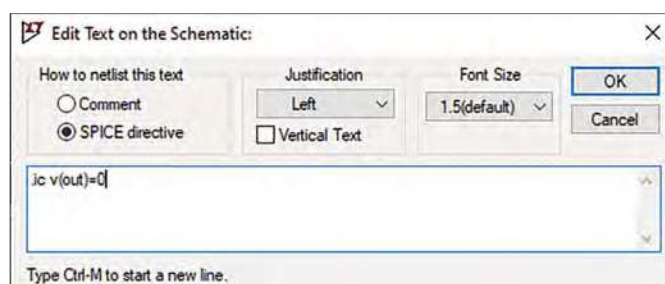 Edit Text on the Schematic:
How to netlist this text
Comment
SPICE directive
Justification
Left
Vertical Text
Font Size
1.5(default)
OK
Cancel
.ic v(out)=0
Type Ctrl-M to start a new line.